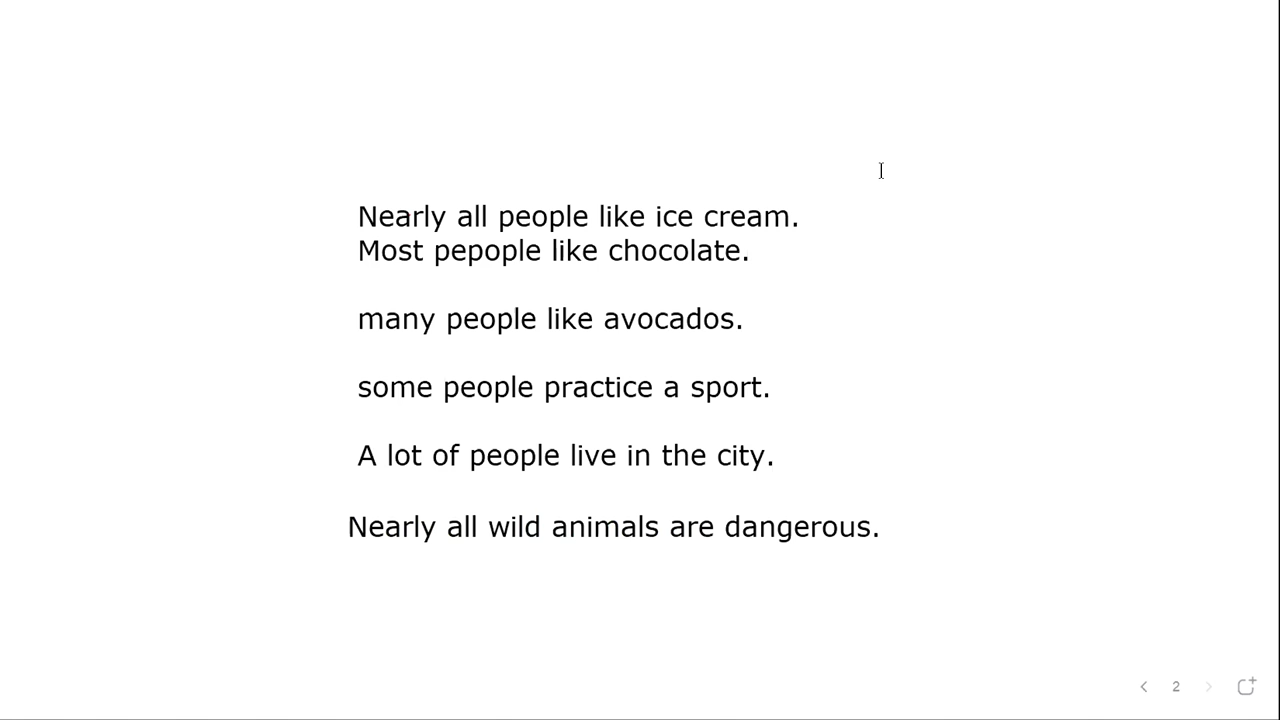 Nearly all people like ice cream.
Most pepople like chocolate.
many people like avocados.
some people practice a sport.
A lot of people live in the city.
Nearly all wild animals are dangerous.
2